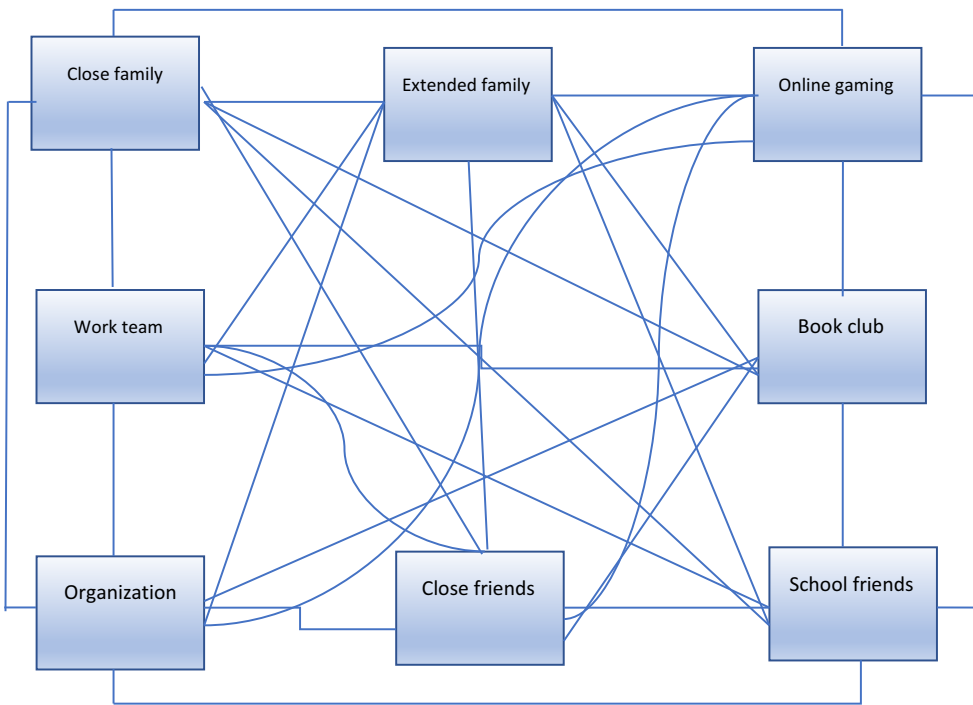 Close family
Extended family
Online gaming
Work team
Book club
Organization
Close friends
School friends